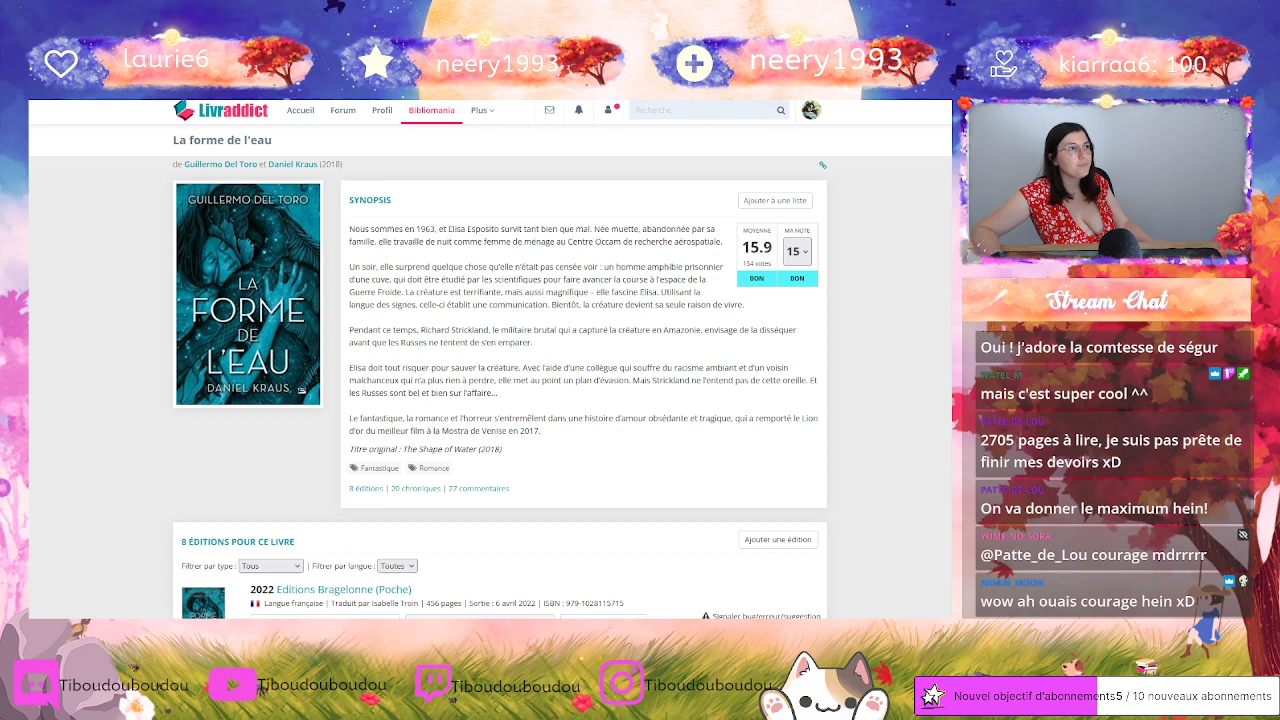 laurie6
neery1993
neery1993
kiarraa6: 100
Livraddict
Accueil Forum Profil Bibliomania Plus Recherche
La forme de l'eau
de Guillermo Del Toro et Daniel Kraus (2018)
GUILLERMO DEL TORO
LA
FORME
DE
L'EAU
DANIEL KRAUS
SYNOPSIS
Ajouter à une liste
Nous sommes en 1963, et Elisa Esposito survit tant bien que mal. Née muette, abandonnée par sa
famille, elle travaille de nuit comme femme de ménage au Centre Occam de recherche aérospatiale.
MOYENNE
15.9
154 votes
BON
MA NOTE
15
BON
Un soir, elle surprend quelque chose qu'elle n'était pas censée voir : un homme amphibie prisonnier
d'une cuve, qui doit être étudié par les scientifiques pour faire avancer la course à l'espace de la
Guerre Froide. La créature est terrifiante, mais aussi magnifique – elle fascine Elisa. Utilisant la
langue des signes, celle-ci établit une communication. Bientôt, la créature devient sa seule raison de vivre.
Pendant ce temps, Richard Strickland, le militaire brutal qui a capturé la créature en Amazonie, envisage de la disséquer
avant que les Russes ne tentent de s'en emparer.
Elisa doit tout risquer pour sauver la créature. Avec l'aide d'une collègue qui souffre du racisme ambiant et d'un voisin
malchanceux qui n'a plus rien à perdre, elle met au point un plan d'évasion. Mais Strickland ne l'entend pas de cette oreille. Et
les Russes sont bel et bien sur l'affaire...
Le fantastique, la romance et l'horreur s'entremêlent dans une histoire d'amour obsédante et tragique, qui a remporté le Lion
d'or du meilleur film à la Mostra de Venise en 2017.
Titre original : The Shape of Water (2018)
Fantastique Romance
8 éditions | 20 chroniques | 27 commentaires
8 ÉDITIONS POUR CE LIVRE
Ajouter une édition
Filtrer par type : Tous | Filtrer par langue : Toutes
2022 Editions Bragelonne (Poche)
Langue française | Traduit par Isabelle Troin | 456 pages | Sortie : 6 avril 2022 | ISBN : 979-1028115715
Signaler bug/erreur/suggestion
Stream Chat
Oui ! j'adore la comtesse de ségur
WATEL_M
mais c'est super cool ^^
PATTE_DE_LOU
2705 pages à lire, je suis pas prête de
finir mes devoirs xD
PATTE_DE_LOU
On va donner le maximum hein!
YUME_NO_SORA
@Patte_de_Lou courage mdrrrrr
wow ah ouais courage hein xD
Tiboudouboudou
Tiboudouboudou
Tiboudouboudou
Tiboudouboudou
Nouvel objectif d'abonnements 5 / 10 nouveaux abonnements